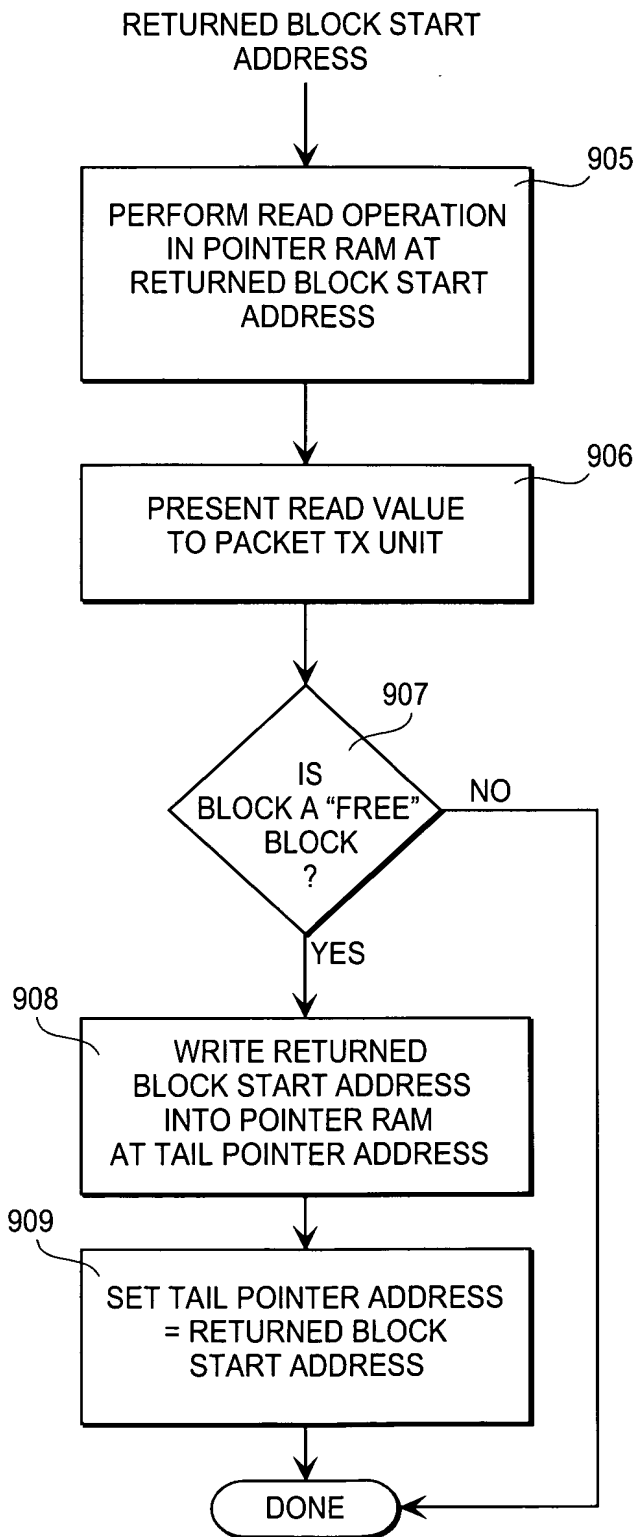 RETURNED BLOCK START
ADDRESS
905
PERFORM READ OPERATION
IN POINTER RAM AT
RETURNED BLOCK START
ADDRESS
906
PRESENT READ VALUE
TO PACKET TX UNIT
907
IS
BLOCK A “FREE”
BLOCK
?
NO
YES
908
WRITE RETURNED
BLOCK START ADDRESS
INTO POINTER RAM
AT TAIL POINTER ADDRESS
909
SET TAIL POINTER ADDRESS
= RETURNED BLOCK
START ADDRESS
DONE